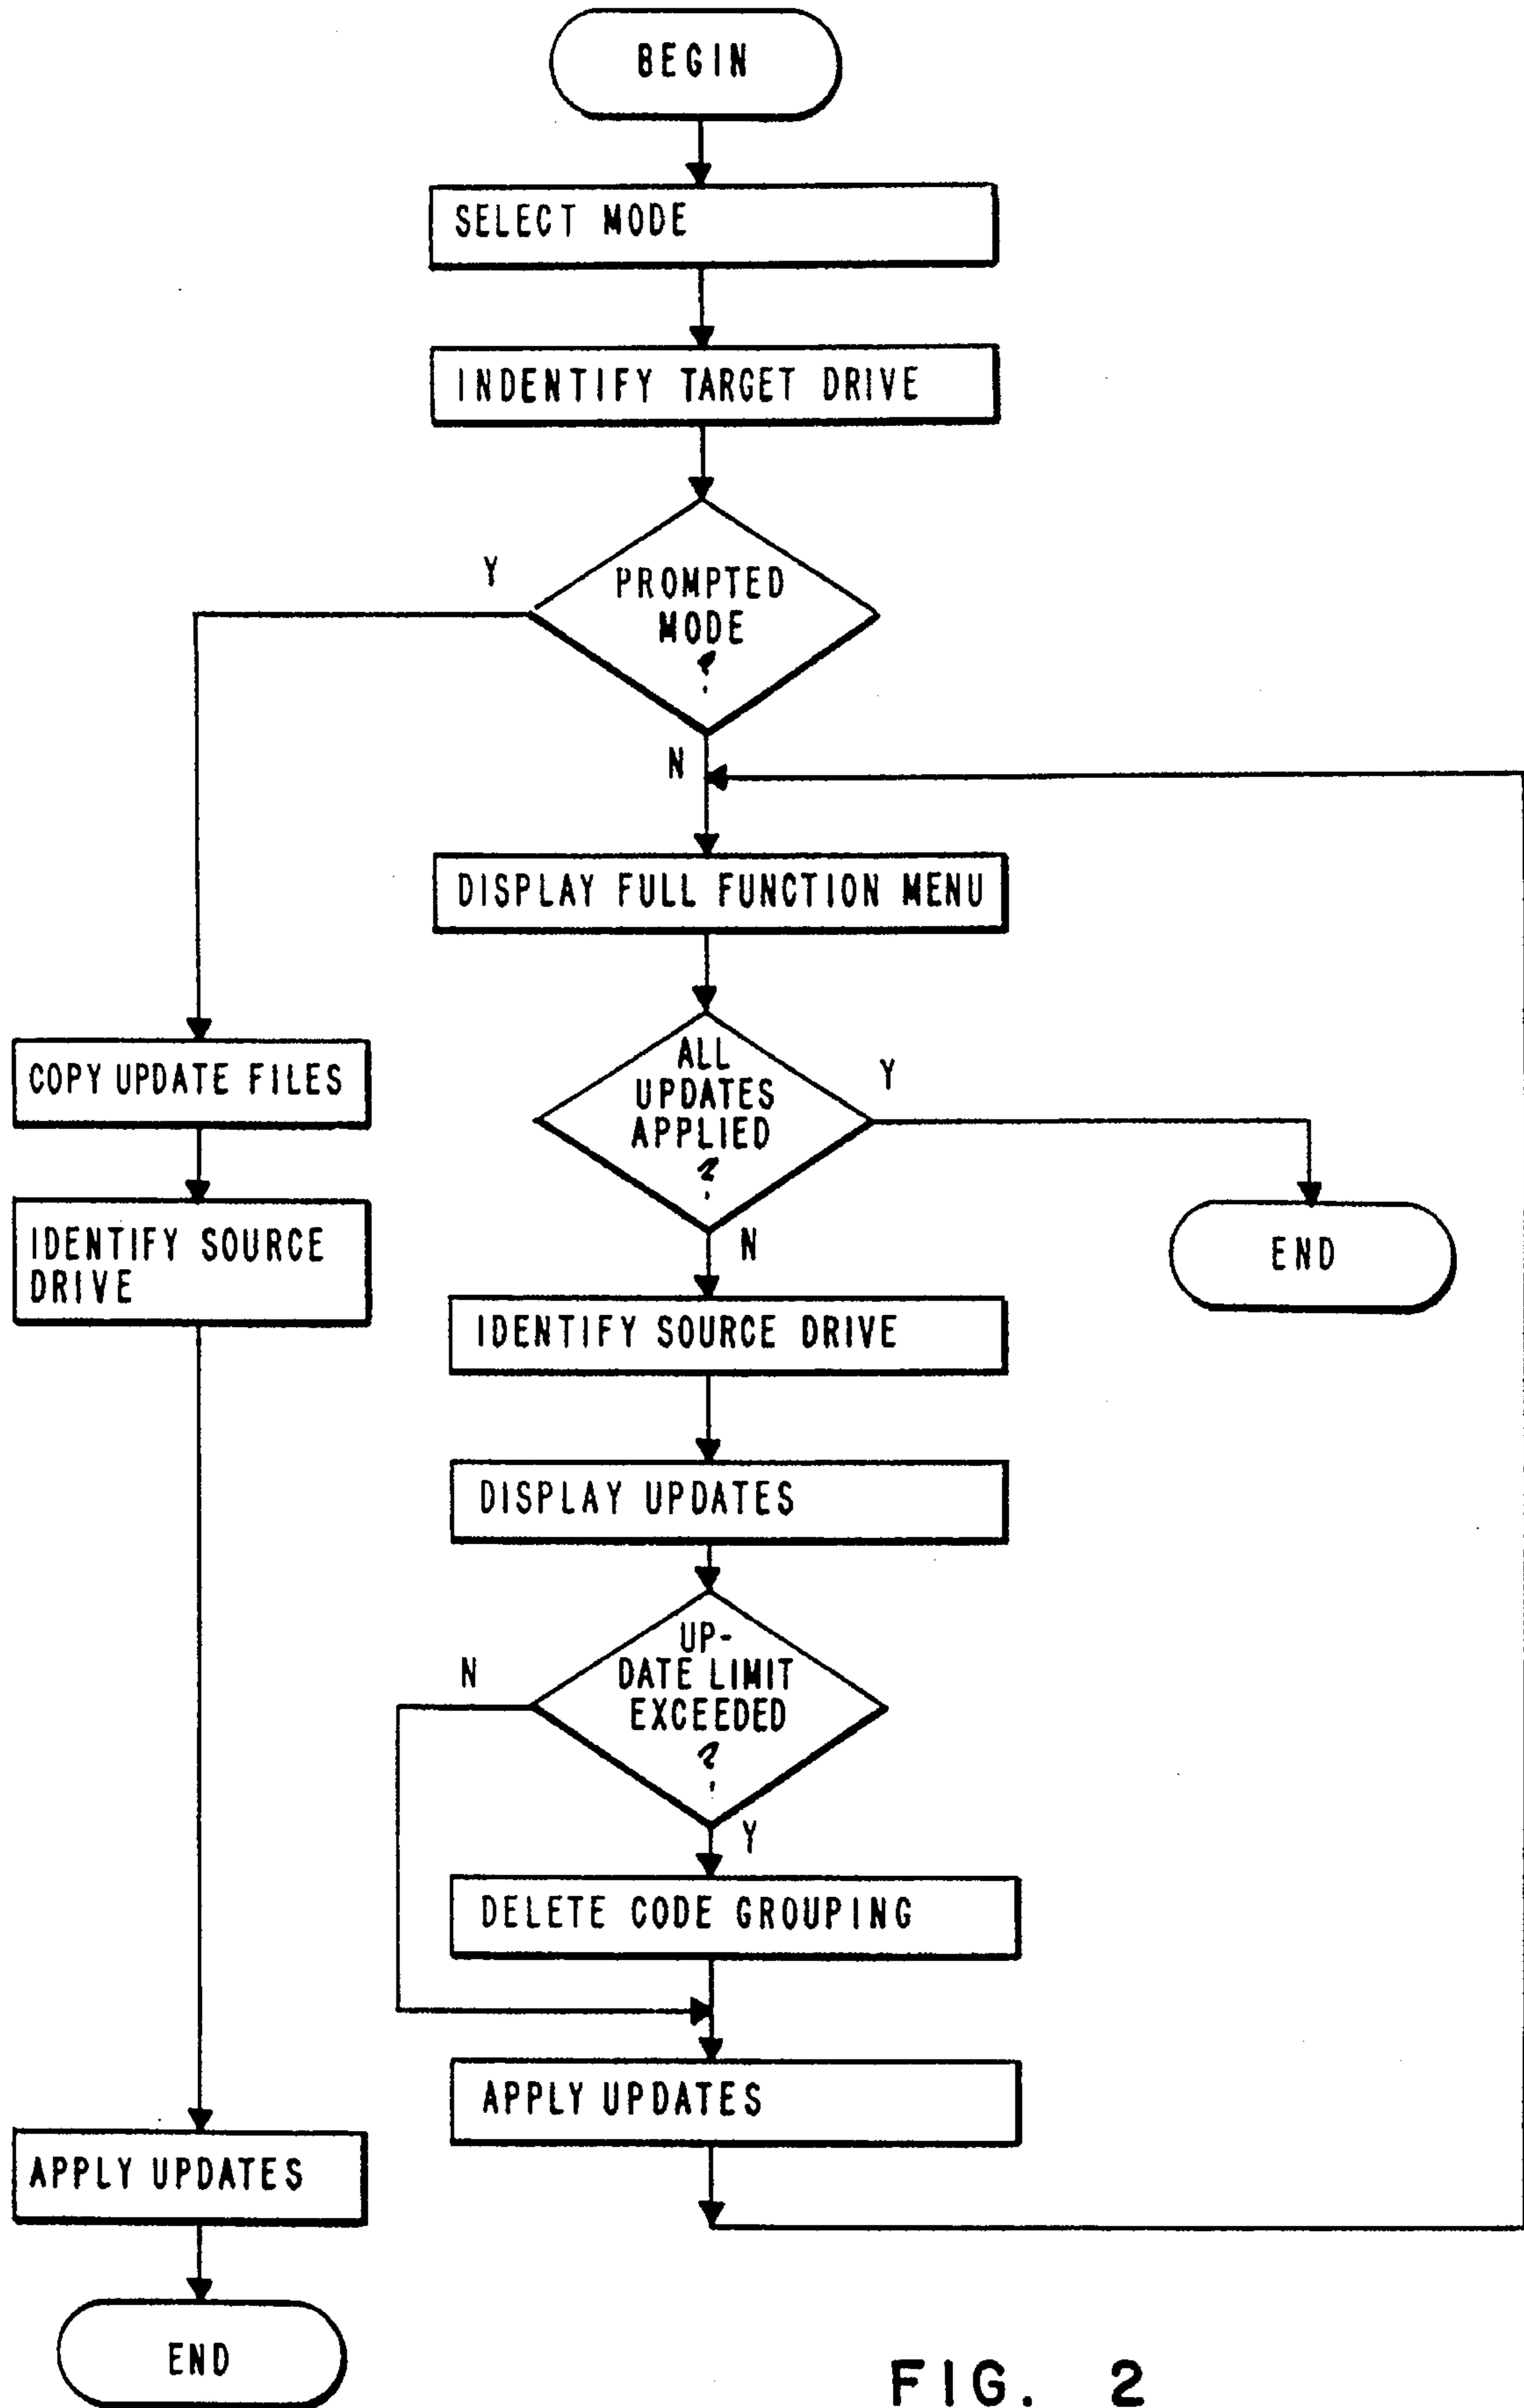 BEGIN
SELECT MODE
INDENTIFY TARGET DRIVE
Y
PROMPTED
MODE
?
N
DISPLAY FULL FUNCTION MENU
COPY UPDATE FILES
ALL
UPDATES
APPLIED
?
Y
N
IDENTIFY SOURCE
DRIVE
END
IDENTIFY SOURCE DRIVE
DISPLAY UPDATES
N
UP-
DATE LIMIT
EXCEEDED
?
Y
DELETE CODE GROUPING
APPLY UPDATES
APPLY UPDATES
END
FIG. 2